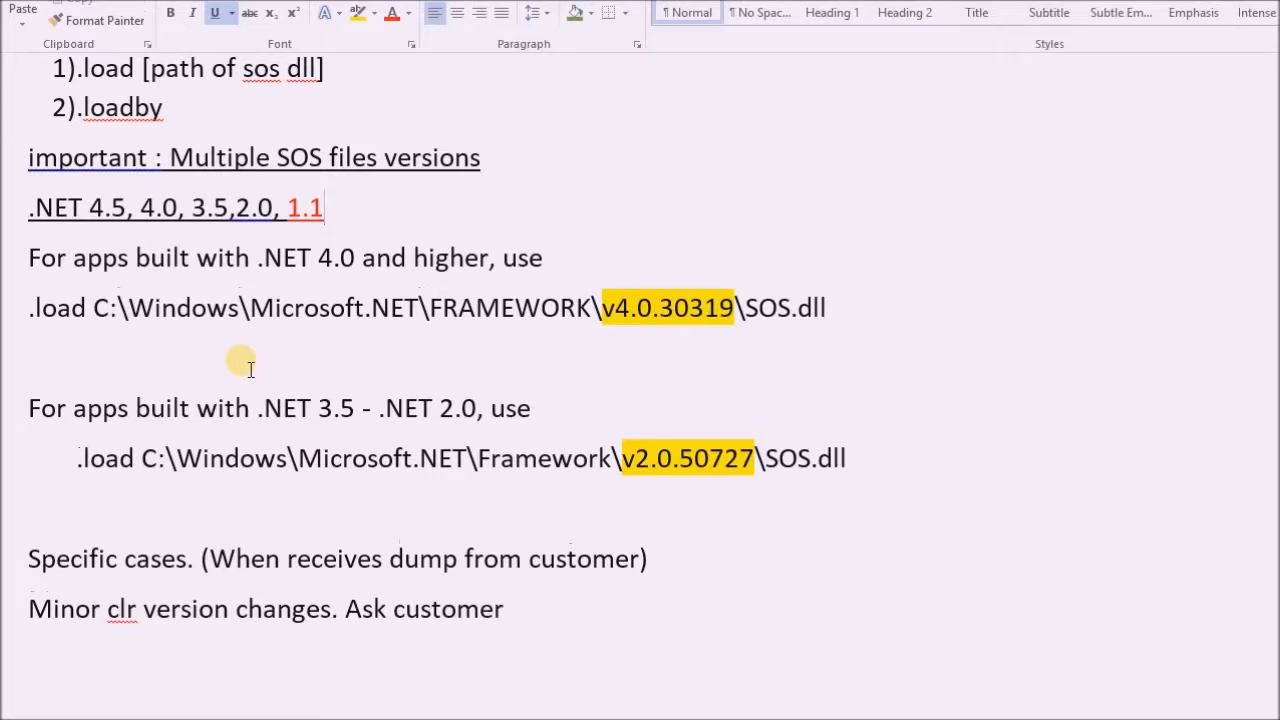 Paste
Format Painter
B I U abc x₂ x² A ab A
¶ Normal ¶ No Spac... Heading 1 Heading 2 Title Subtitle Subtle Em... Emphasis Intense
Clipboard Font Paragraph Styles
1).load [path of sos dll]
2).loadby
important : Multiple SOS files versions
.NET 4.5, 4.0, 3.5,2.0, 1.1
For apps built with .NET 4.0 and higher, use
.load C:\Windows\Microsoft.NET\FRAMEWORK\v4.0.30319\SOS.dll
For apps built with .NET 3.5 - .NET 2.0, use
.load C:\Windows\Microsoft.NET\Framework\v2.0.50727\SOS.dll
Specific cases. (When receives dump from customer)
Minor clr version changes. Ask customer